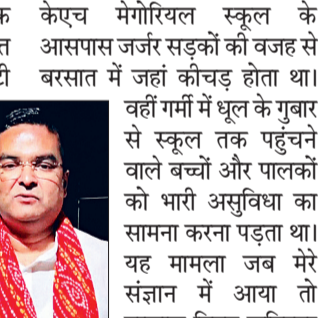 क केएच मेगोरियल स्कूल के
त आसपास जर्जर सड़कों की वजह से
टी बरसात में जहां कीचड़ होता था।
वहीं गर्मी में धूल के गुबार
से स्कूल तक पहुंचने
वाले बच्चों और पालकों
को भारी असुविधा का
सामना करना पड़ता था।
यह मामला जब मेरे
संज्ञान में आया तो